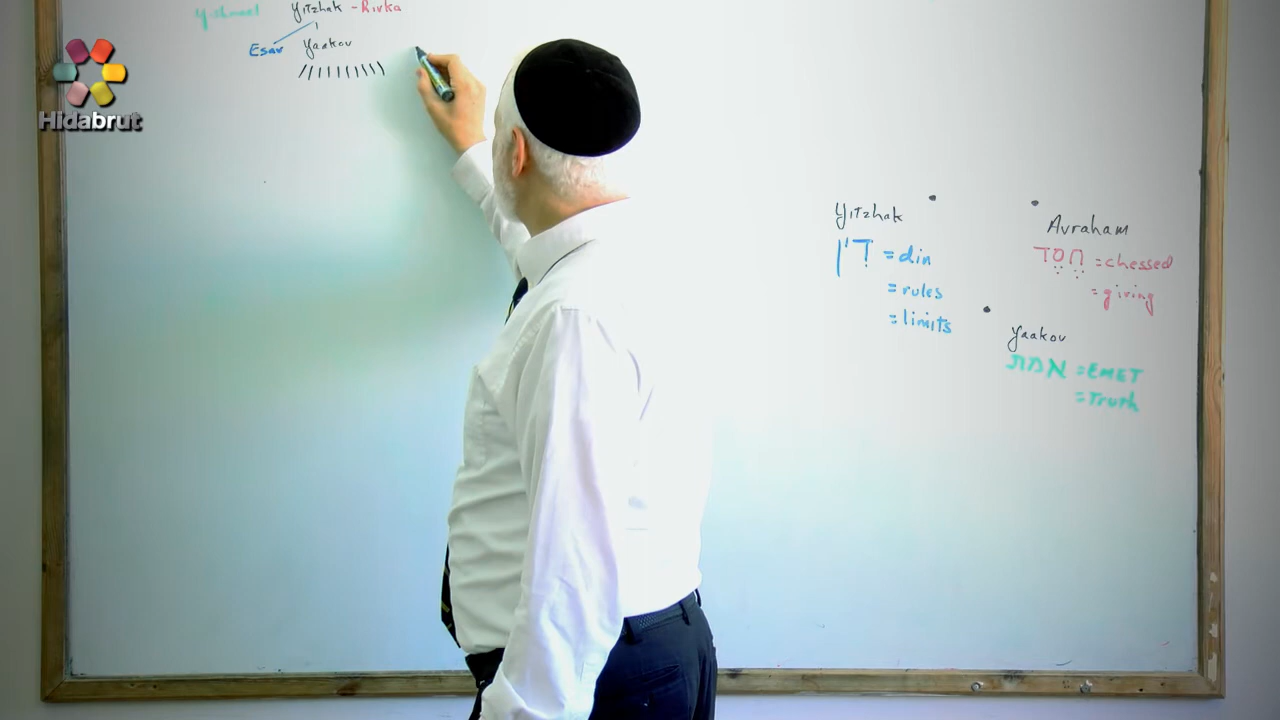 Yishmael Yitzhak - Rivka
Esav Yaakov
Hidabrut
Yitzhak
דין = din
= rules
= limits
Avraham
חסד = chessed
= giving
Yaakov
אמת = EMET
= Truth